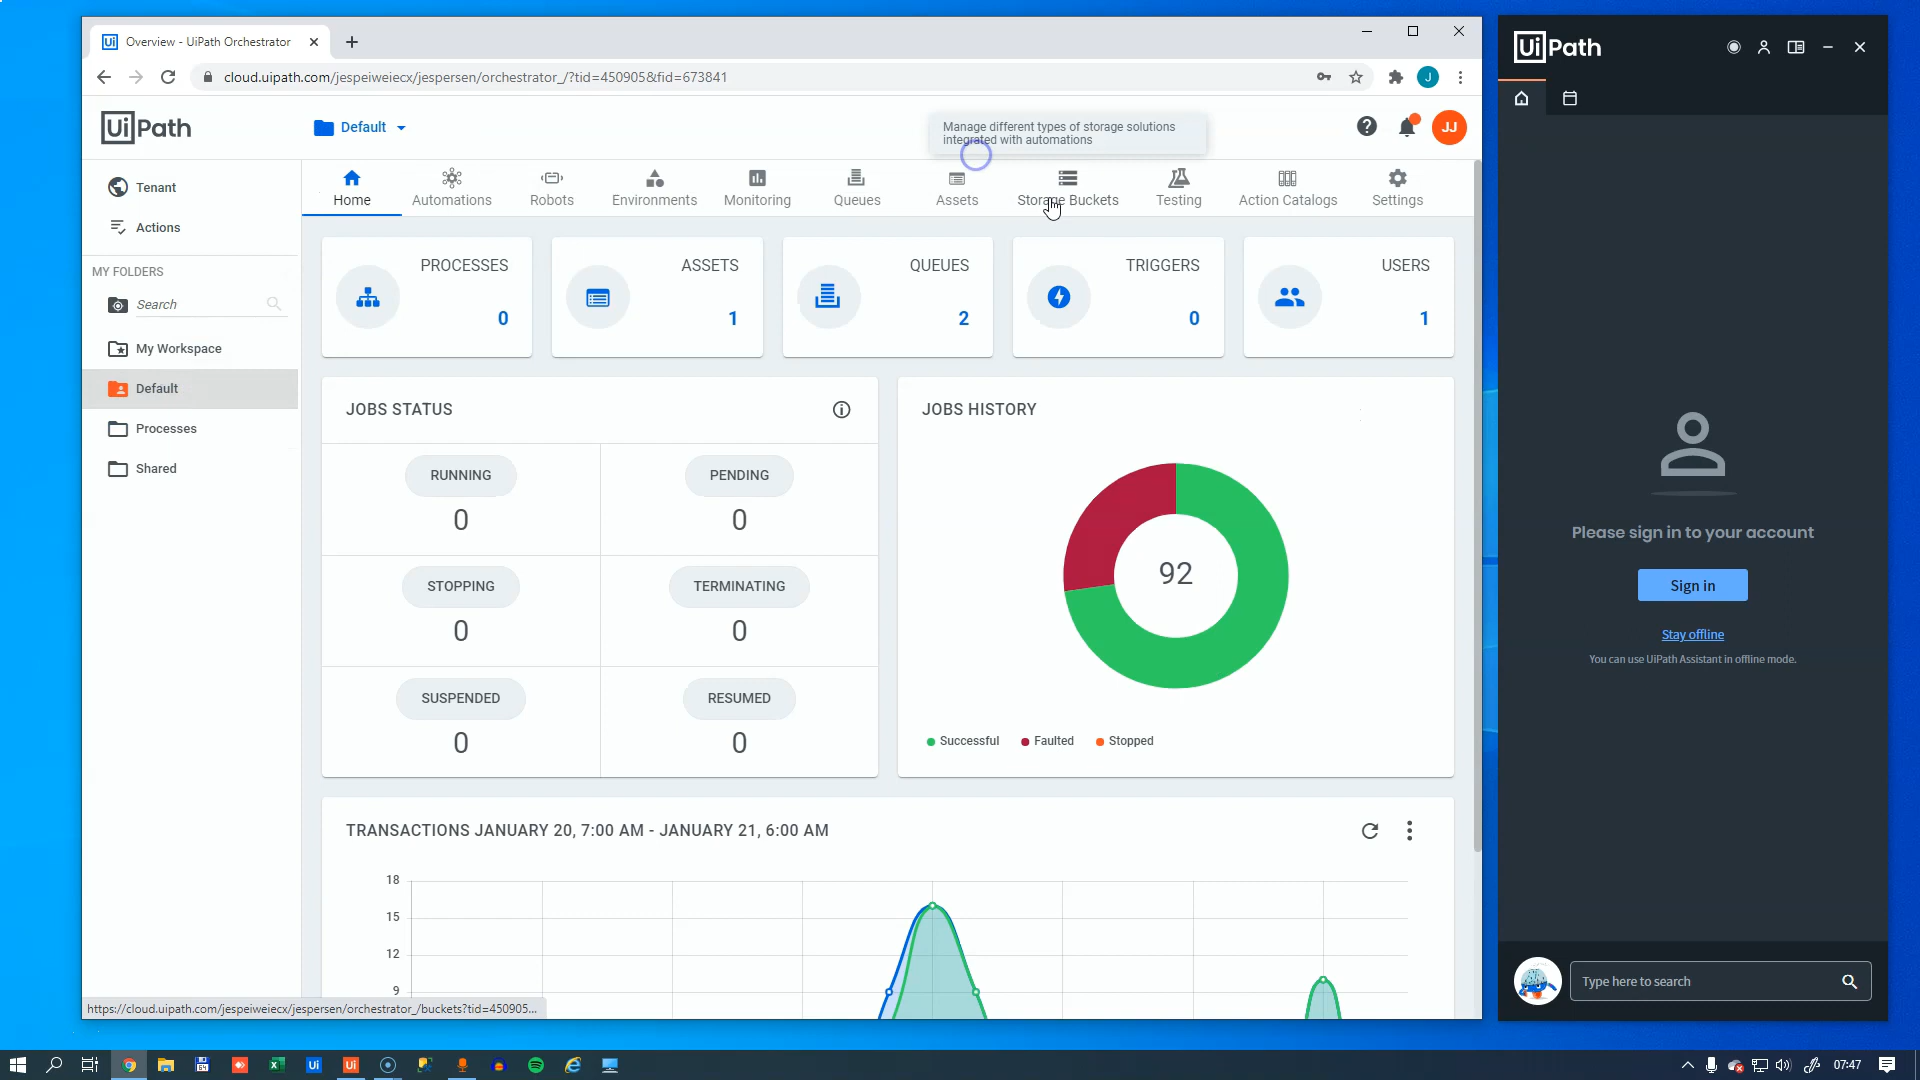 Overview - UiPath Orchestrator
cloud.uipath.com/jespeiweiecx/jespersen/orchestrator_/?tid=450905&fid=673841
J
UiPath
Default
Manage different types of storage solutions
integrated with automations
JJ
Tenant
Actions
MY FOLDERS
Search
My Workspace
Default
Processes
Shared
Home
Automations
Robots
Environments
Monitoring
Queues
Assets
Storage Buckets
Testing
Action Catalogs
Settings
PROCESSES
0
ASSETS
1
QUEUES
2
TRIGGERS
0
USERS
1
JOBS STATUS
RUNNING
0
PENDING
0
STOPPING
0
TERMINATING
0
SUSPENDED
0
RESUMED
0
JOBS HISTORY
92
Successful
Faulted
Stopped
TRANSACTIONS JANUARY 20, 7:00 AM - JANUARY 21, 6:00 AM
18
15
12
9
https://cloud.uipath.com/jespeiweiecx/jespersen/orchestrator_/buckets?tid=450905...
UiPath
Please sign in to your account
Sign in
Stay offline
You can use UiPath Assistant in offline mode.
Type here to search
07:47